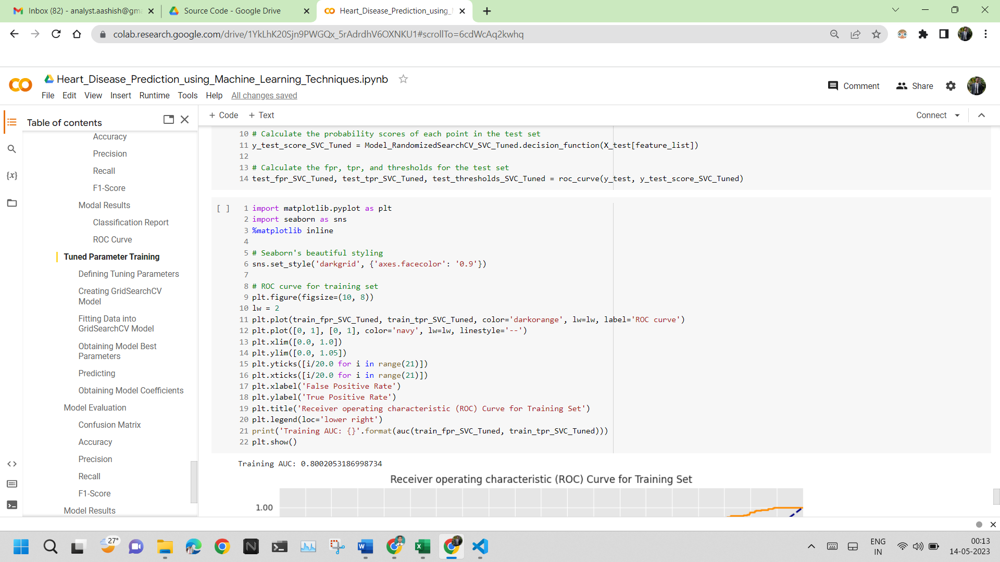 Inbox (82) - analyst.aashish@gm
Source Code - Google Drive
Heart_Disease_Prediction_using_
colab.research.google.com/drive/1YkLhK20Sjn9PWGQx_5rAdrdhV6OXNKU1#scrollTo=6cdWcAq2kwhq
Heart_Disease_Prediction_using_Machine_Learning_Techniques.ipynb
File Edit View Insert Runtime Tools Help All changes saved
Comment Share
Table of contents
Accuracy
Precision
Recall
F1-Score
Modal Results
Classification Report
ROC Curve
Tuned Parameter Training
Defining Tuning Parameters
Creating GridSearchCV
Model
Fitting Data into
GridSearchCV Model
Obtaining Model Best
Parameters
Predicting
Obtaining Model Coefficients
Model Evaluation
Confusion Matrix
Accuracy
Precision
Recall
F1-Score
Model Results
{x}
+ Code + Text
Connect
10 # Calculate the probability scores of each point in the test set
11 y_test_score_SVC_Tuned = Model_RandomizedSearchCV_SVC_Tuned.decision_function(X_test[feature_list])
12
13 # Calculate the fpr, tpr, and thresholds for the test set
14 test_fpr_SVC_Tuned, test_tpr_SVC_Tuned, test_thresholds_SVC_Tuned = roc_curve(y_test, y_test_score_SVC_Tuned)
[ ]
1 import matplotlib.pyplot as plt
2 import seaborn as sns
3 %matplotlib inline
4
5 # Seaborn's beautiful styling
6 sns.set_style('darkgrid', {'axes.facecolor': '0.9'})
7
8 # ROC curve for training set
9 plt.figure(figsize=(10, 8))
10 lw = 2
11 plt.plot(train_fpr_SVC_Tuned, train_tpr_SVC_Tuned, color='darkorange', lw=lw, label='ROC curve')
12 plt.plot([0, 1], [0, 1], color='navy', lw=lw, linestyle='--')
13 plt.xlim([0.0, 1.0])
14 plt.ylim([0.0, 1.05])
15 plt.yticks([i/20.0 for i in range(21)])
16 plt.xticks([i/20.0 for i in range(21)])
17 plt.xlabel('False Positive Rate')
18 plt.ylabel('True Positive Rate')
19 plt.title('Receiver operating characteristic (ROC) Curve for Training Set')
20 plt.legend(loc='lower right')
21 print('Training AUC: {}'.format(auc(train_fpr_SVC_Tuned, train_tpr_SVC_Tuned)))
22 plt.show()
Training AUC: 0.8002053186998734
Receiver operating characteristic (ROC) Curve for Training Set
1.00
27°
ENG
IN
00:13
14-05-2023